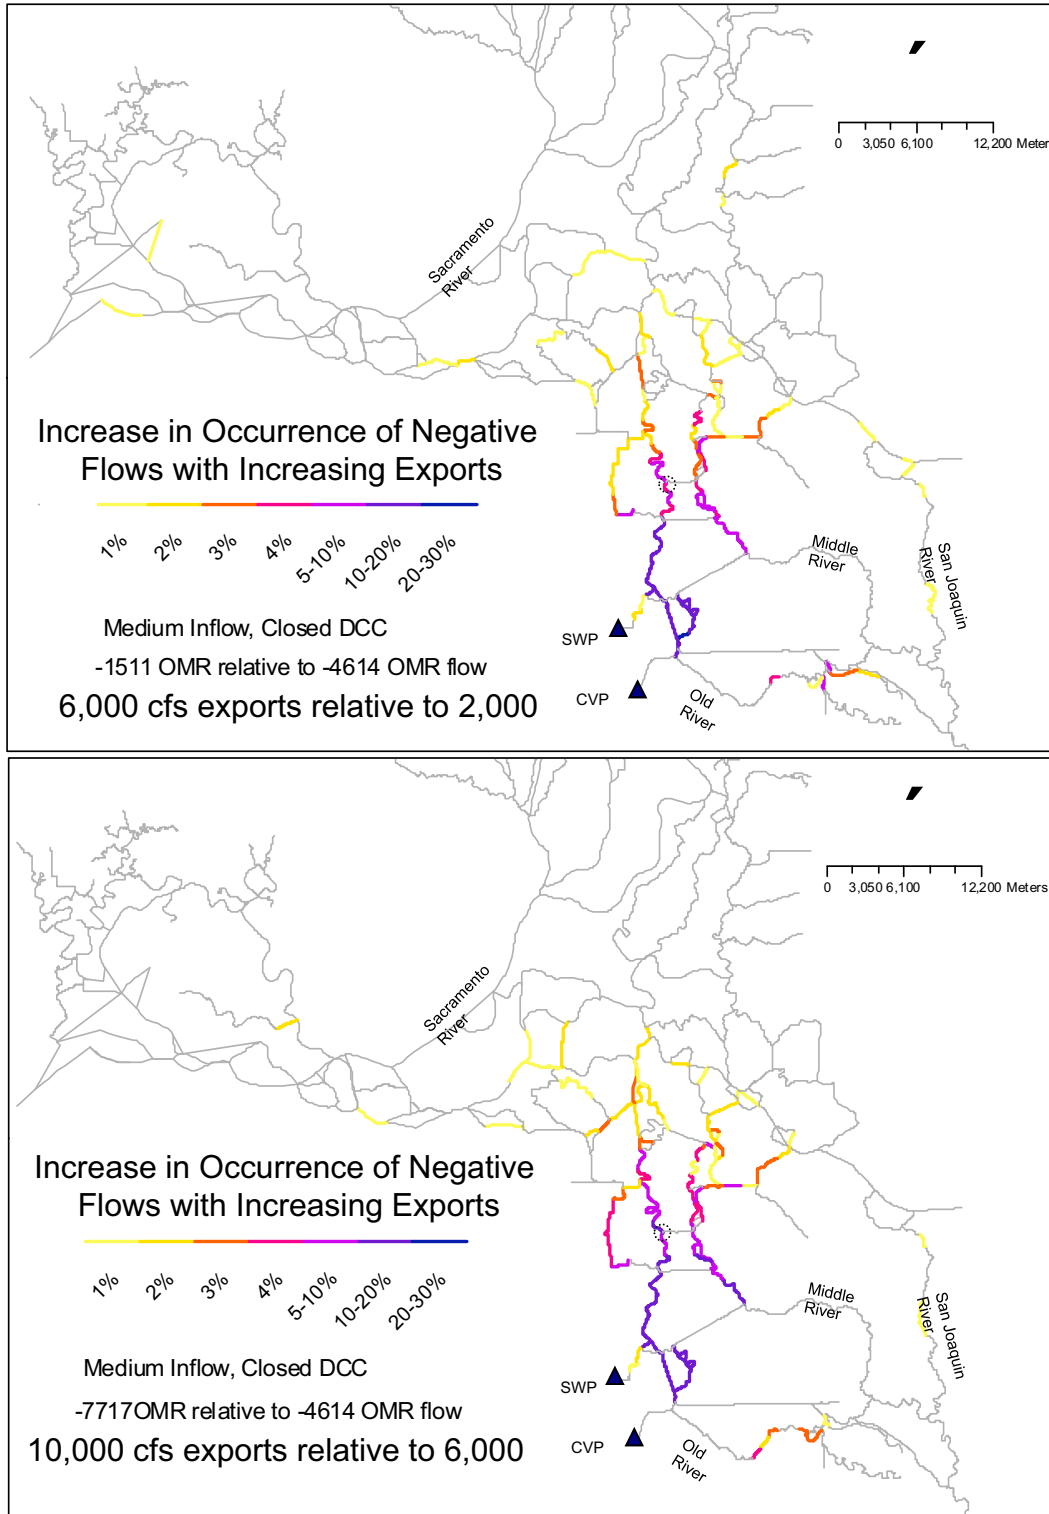 0 3,050 6,100 12,200 Meter
Sacramento
River
Increase in Occurrence of Negative
Flows with Increasing Exports
1% 2% 3% 4% 5-10% 10-20% 20-30%
Medium Inflow, Closed DCC
-1511 OMR relative to -4614 OMR flow
6,000 cfs exports relative to 2,000
Middle
River
San Joaquin
River
SWP
CVP
Old
River
0 3,050 6,100 12,200 Meters
Sacramento
River
Increase in Occurrence of Negative
Flows with Increasing Exports
1% 2% 3% 4% 5-10% 10-20% 20-30%
Medium Inflow, Closed DCC
-7717OMR relative to -4614 OMR flow
10,000 cfs exports relative to 6,000
Middle
River
San Joaquin
River
SWP
CVP
Old
River